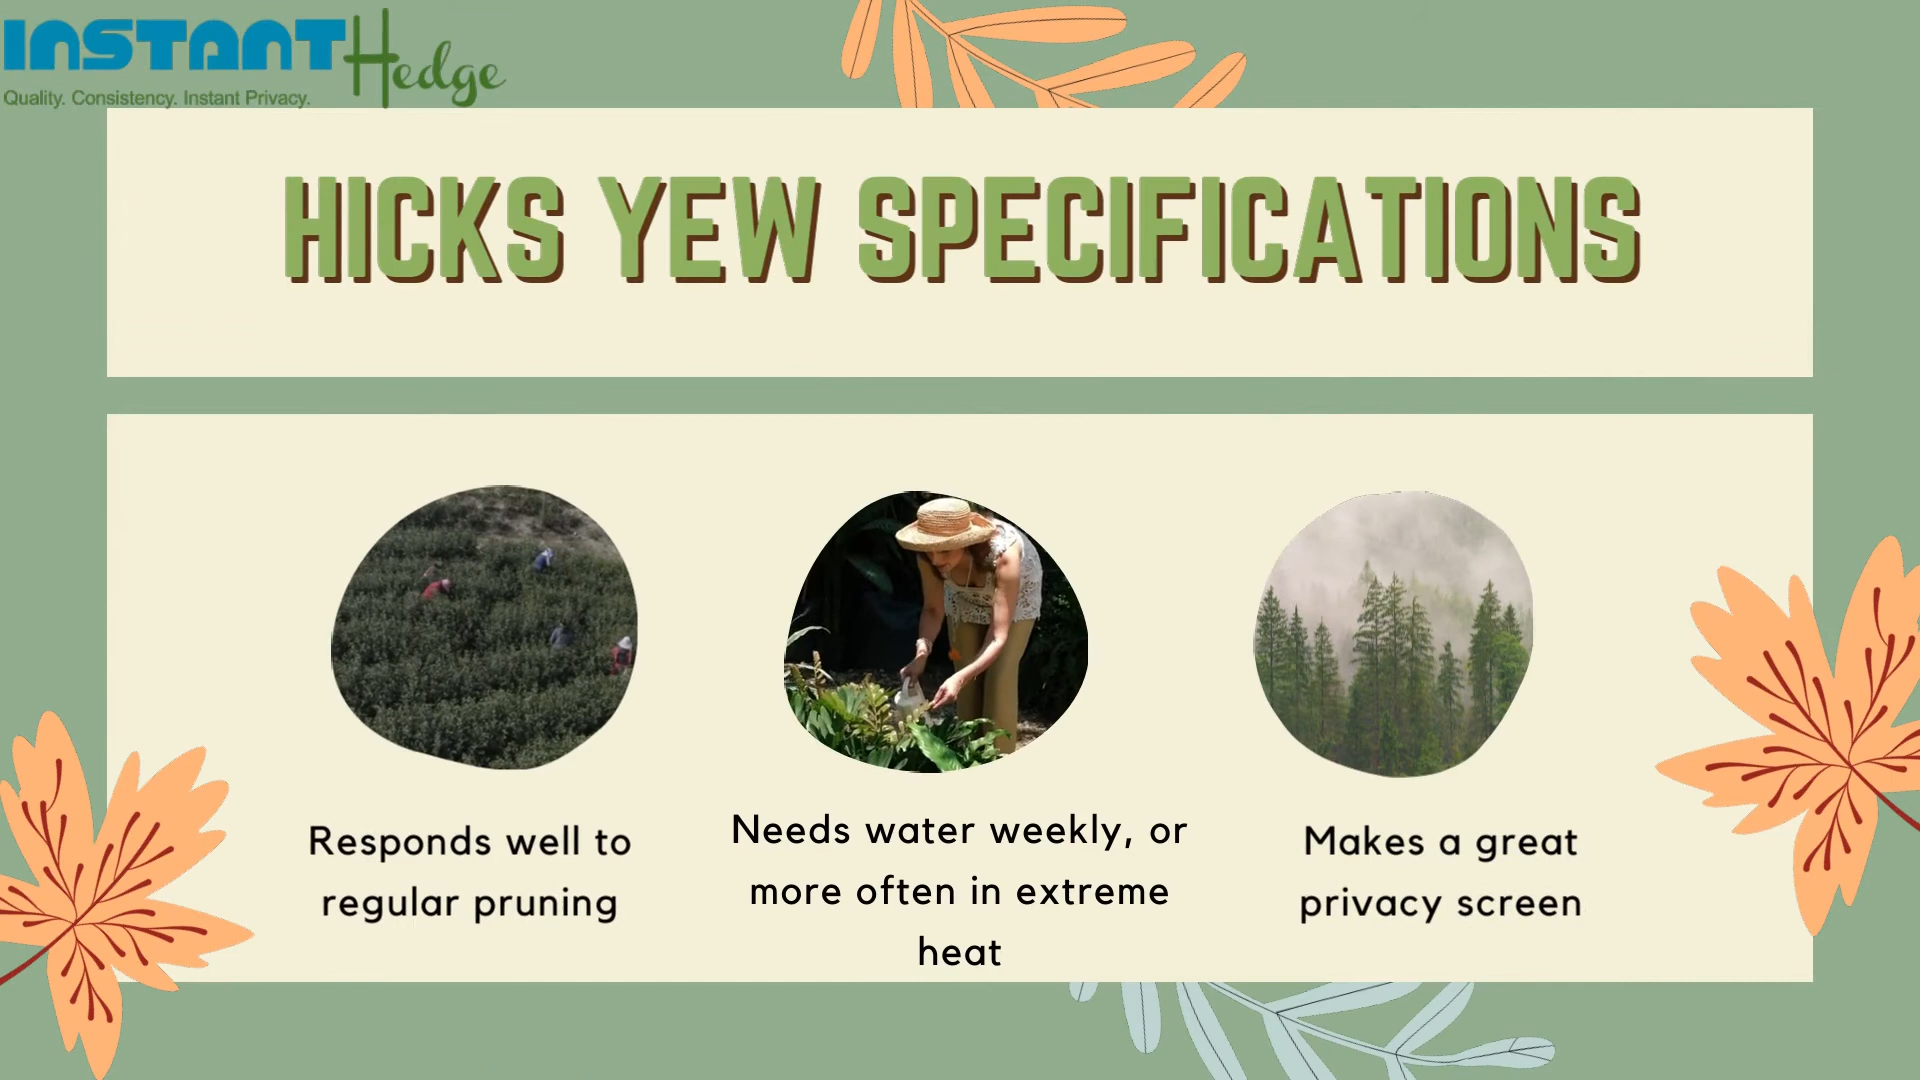 INSTANT Hedge
Quality. Consistency. Instant Privacy.
HICKS YEW SPECIFICATIONS
Responds well to
regular pruning
Needs water weekly, or
more often in extreme
heat
Makes a great
privacy screen